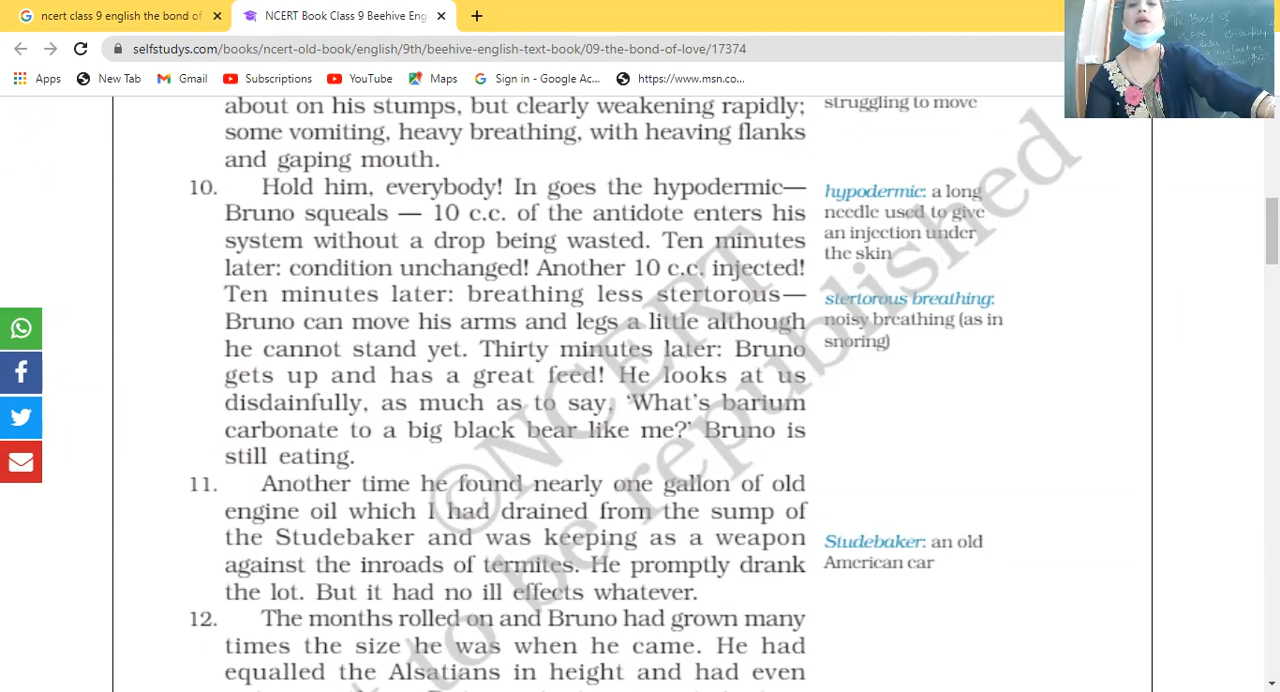 ncert class 9 english the bond of
NCERT Book Class 9 Beehive Eng
selfstudys.com/books/ncert-old-book/english/9th/beehive-english-text-book/09-the-bond-of-love/17374
Apps New Tab Gmail Subscriptions YouTube Maps Sign in - Google Ac... https://www.msn.co...
The Bond of
about on his stumps, but clearly weakening rapidly;
some vomiting, heavy breathing, with heaving flanks
and gaping mouth.
struggling to move
10. Hold him, everybody! In goes the hypodermic—
Bruno squeals — 10 c.c. of the antidote enters his
system without a drop being wasted. Ten minutes
later: condition unchanged! Another 10 c.c. injected!
Ten minutes later: breathing less stertorous—
Bruno can move his arms and legs a little although
he cannot stand yet. Thirty minutes later: Bruno
gets up and has a great feed! He looks at us
disdainfully, as much as to say, 'What's barium
carbonate to a big black bear like me?' Bruno is
still eating.
hypodermic: a long
needle used to give
an injection under
the skin
stertorous breathing:
noisy breathing (as in
snoring)
11. Another time he found nearly one gallon of old
engine oil which I had drained from the sump of
the Studebaker and was keeping as a weapon
against the inroads of termites. He promptly drank
the lot. But it had no ill effects whatever.
Studebaker: an old
American car
12. The months rolled on and Bruno had grown many
times the size he was when he came. He had
equalled the Alsatians in height and had even
©NCERT
to be republished